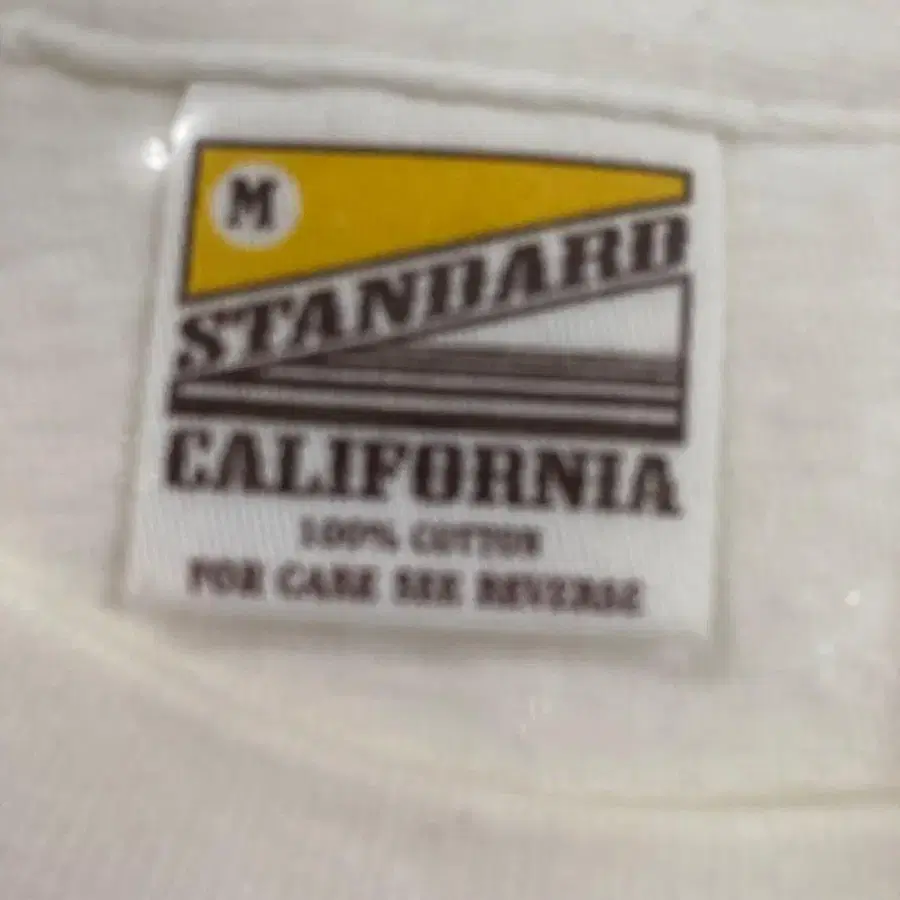 M
STANDARD
CALIFORNIA
100% COTTON
FOR CARE SEE REVERSE